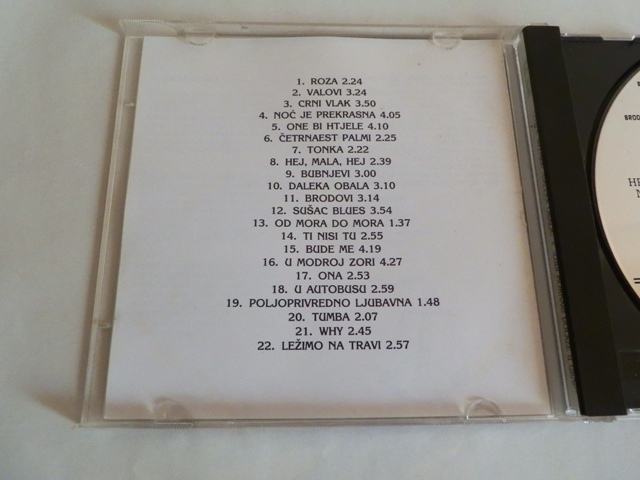 1. ROZA 2.24
2. VALOVI 3.24
3. CRNI VLAK 3.50
4. NOĆ JE PREKRASNA 4.05
5. ONE BI HTJELE 4.10
6. ČETRNAEST PALMI 2.25
7. TONKA 2.22
8. HEJ, MALA, HEJ 2.39
9. BUBNJEVI 3.00
10. DALEKA OBALA 3.10
11. BRODOVI 3.14
12. SUŠAC BLUES 3.54
13. OD MORA DO MORA 1.37
14. TI NISI TU 2.55
15. BUDE ME 4.19
16. U MODROJ ZORI 4.27
17. ONA 2.53
18. U AUTOBUSU 2.59
19. POLJOPRIVREDNO LJUBAVNA 1.48
20. TUMBA 2.07
21. WHY 2.45
22. LEŽIMO NA TRAVI 2.57